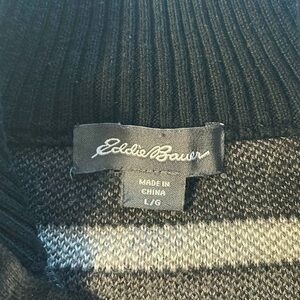 Eddie Bauer
MADE IN
CHINA
L/G